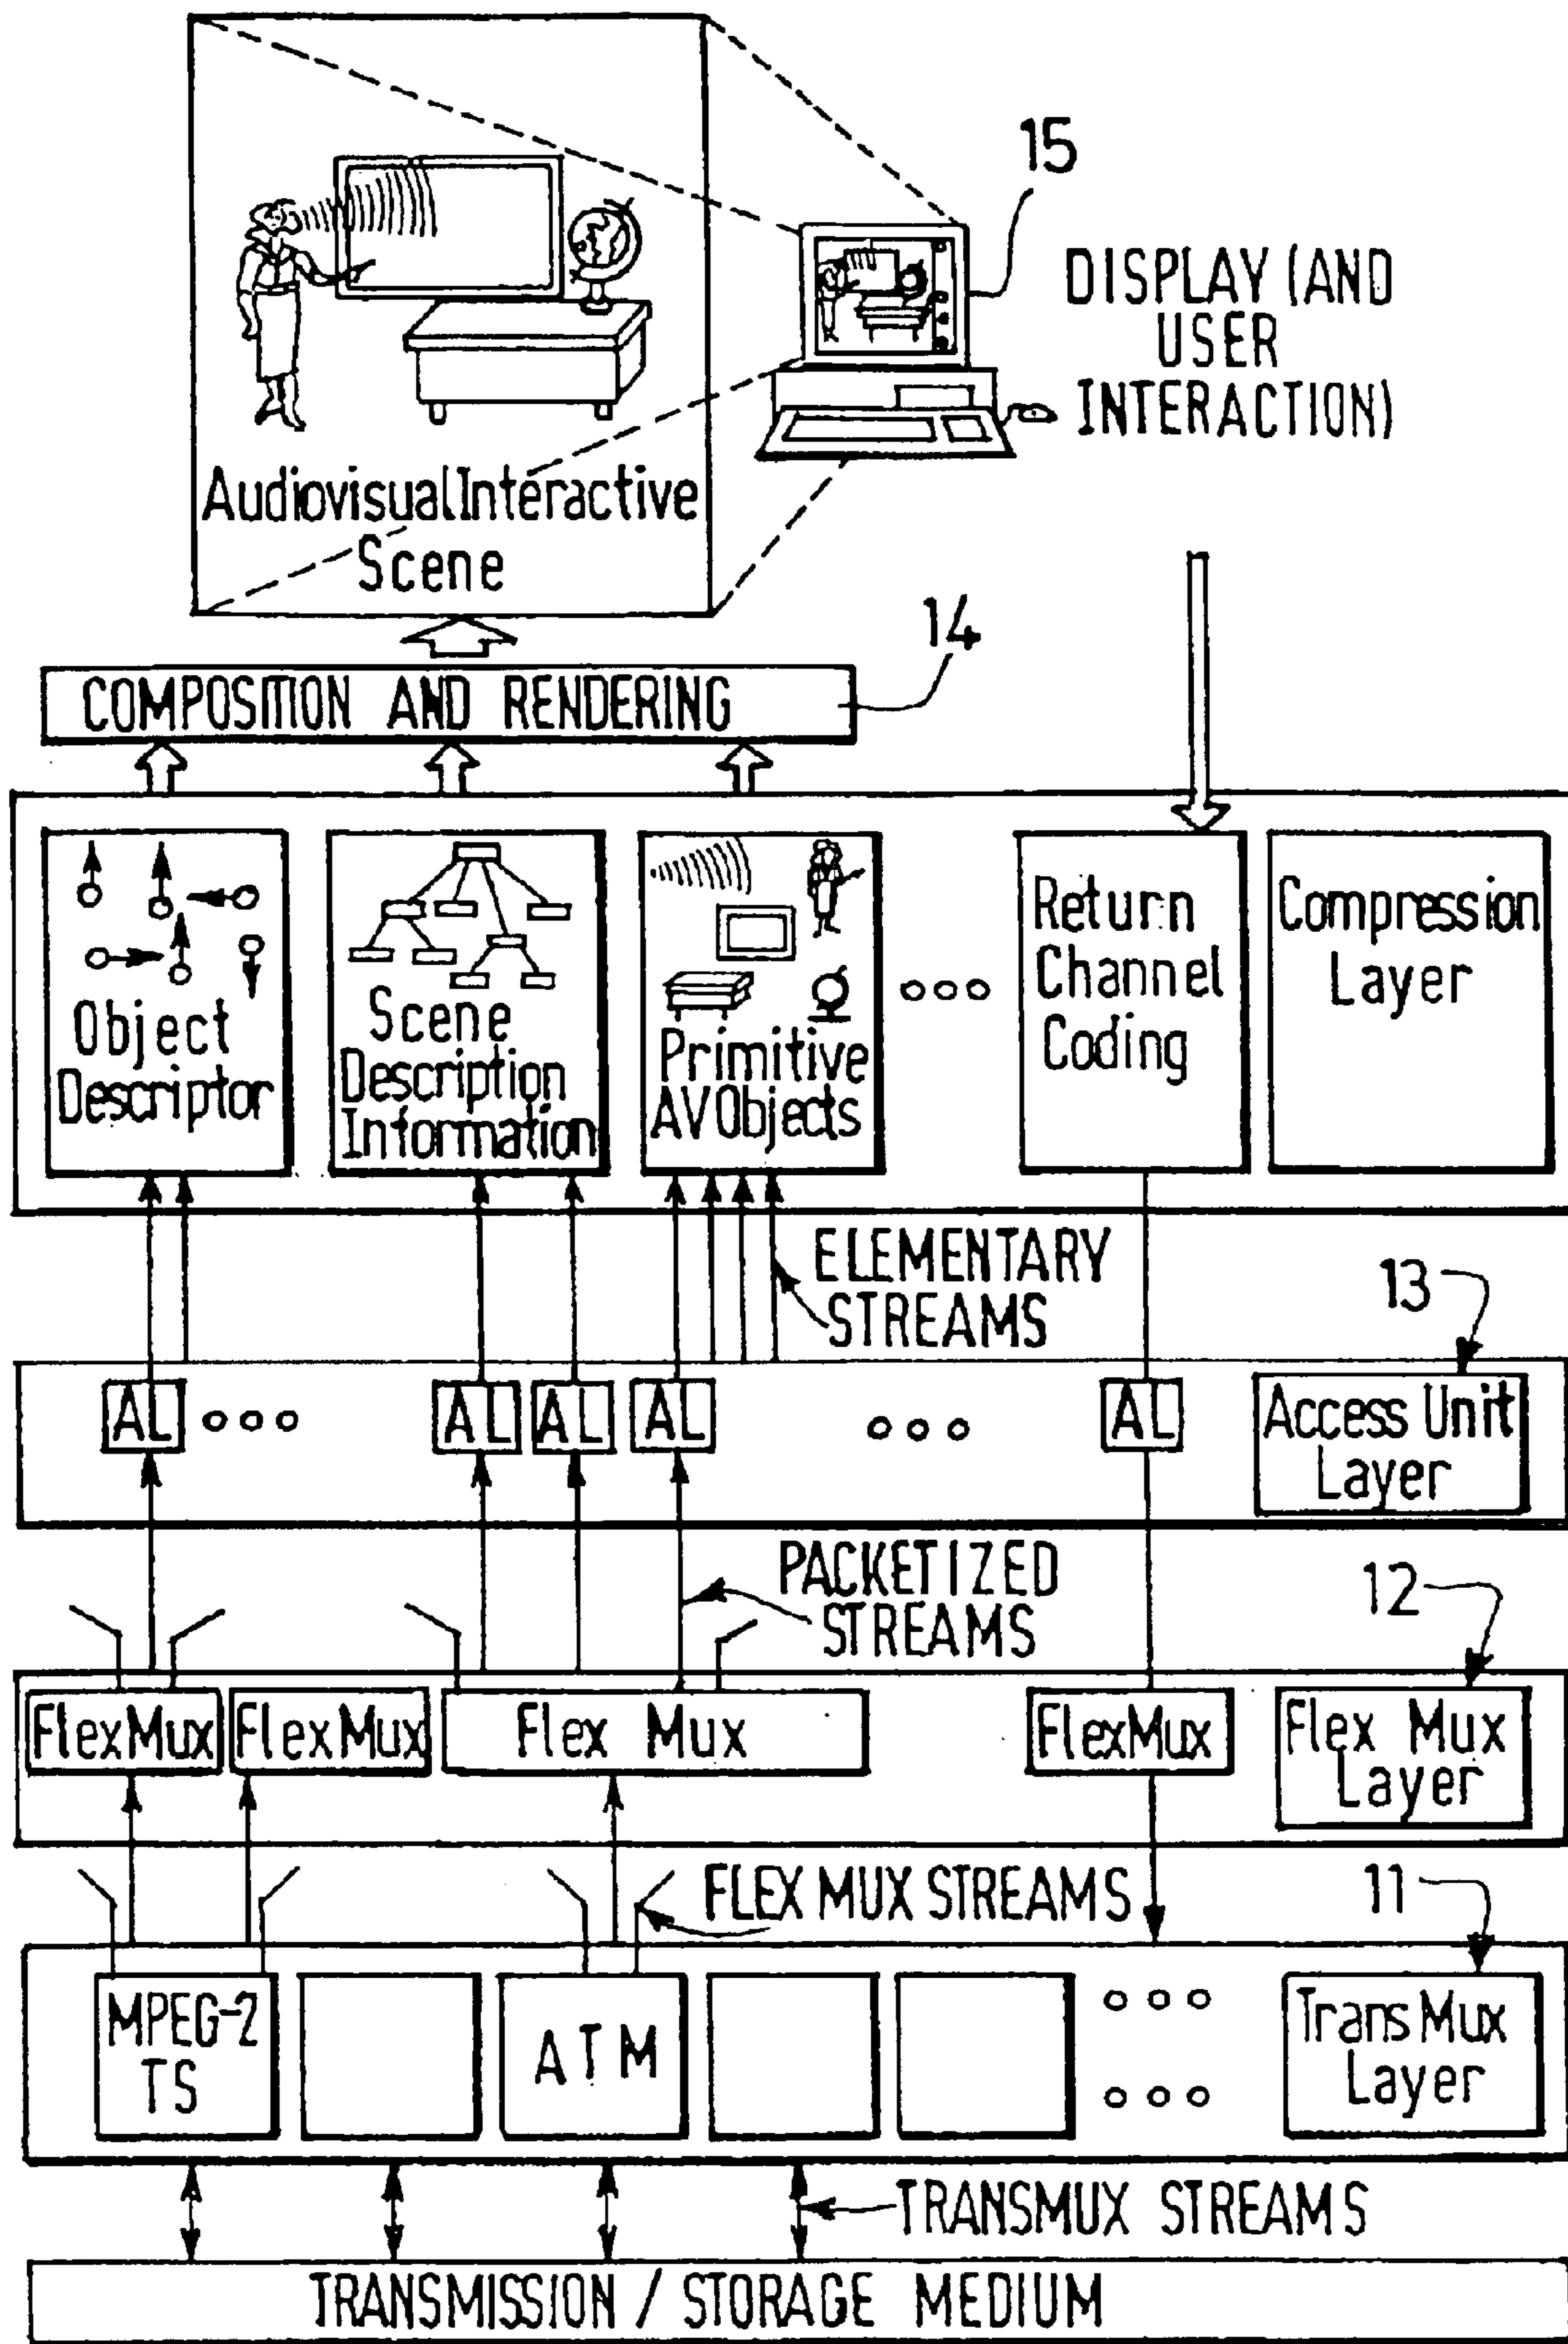 15
DISPLAY (AND
USER
INTERACTION)
Audiovisual Interactive
Scene
14
COMPOSITION AND RENDERING
Object
Descriptor
Scene
Description
Information
Primitive
AV Objects
Return
Channel
Coding
Compression
Layer
ELEMENTARY
STREAMS
13
AL
AL
AL
AL
AL
Access Unit
Layer
PACKETIZED
STREAMS
12
FlexMux
FlexMux
Flex Mux
FlexMux
Flex Mux
Layer
FLEX MUX STREAMS
11
MPEG-2
TS
ATM
Trans Mux
Layer
TRANSMUX STREAMS
TRANSMISSION / STORAGE MEDIUM